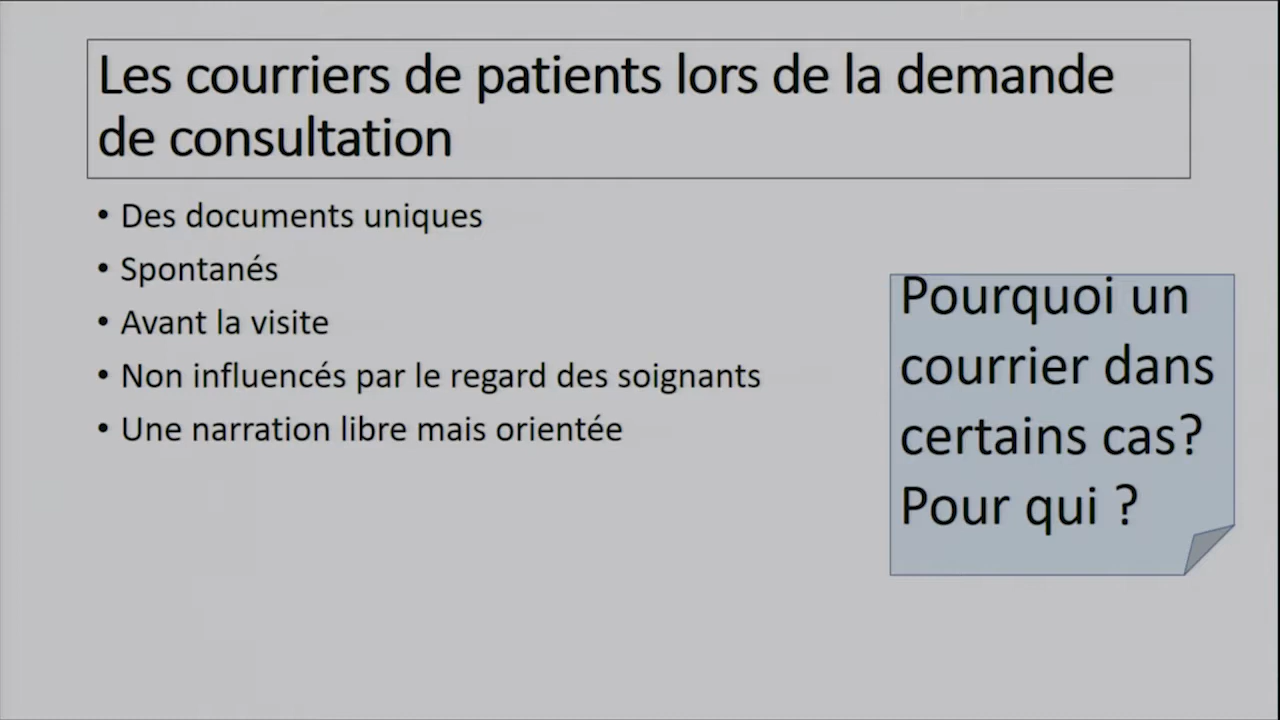 Les courriers de patients lors de la demande
de consultation
• Des documents uniques
• Spontanés
• Avant la visite
• Non influencés par le regard des soignants
• Une narration libre mais orientée
Pourquoi un
courrier dans
certains cas?
Pour qui ?